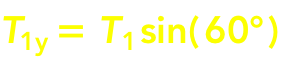 T₁y = T₁ sin(60°)